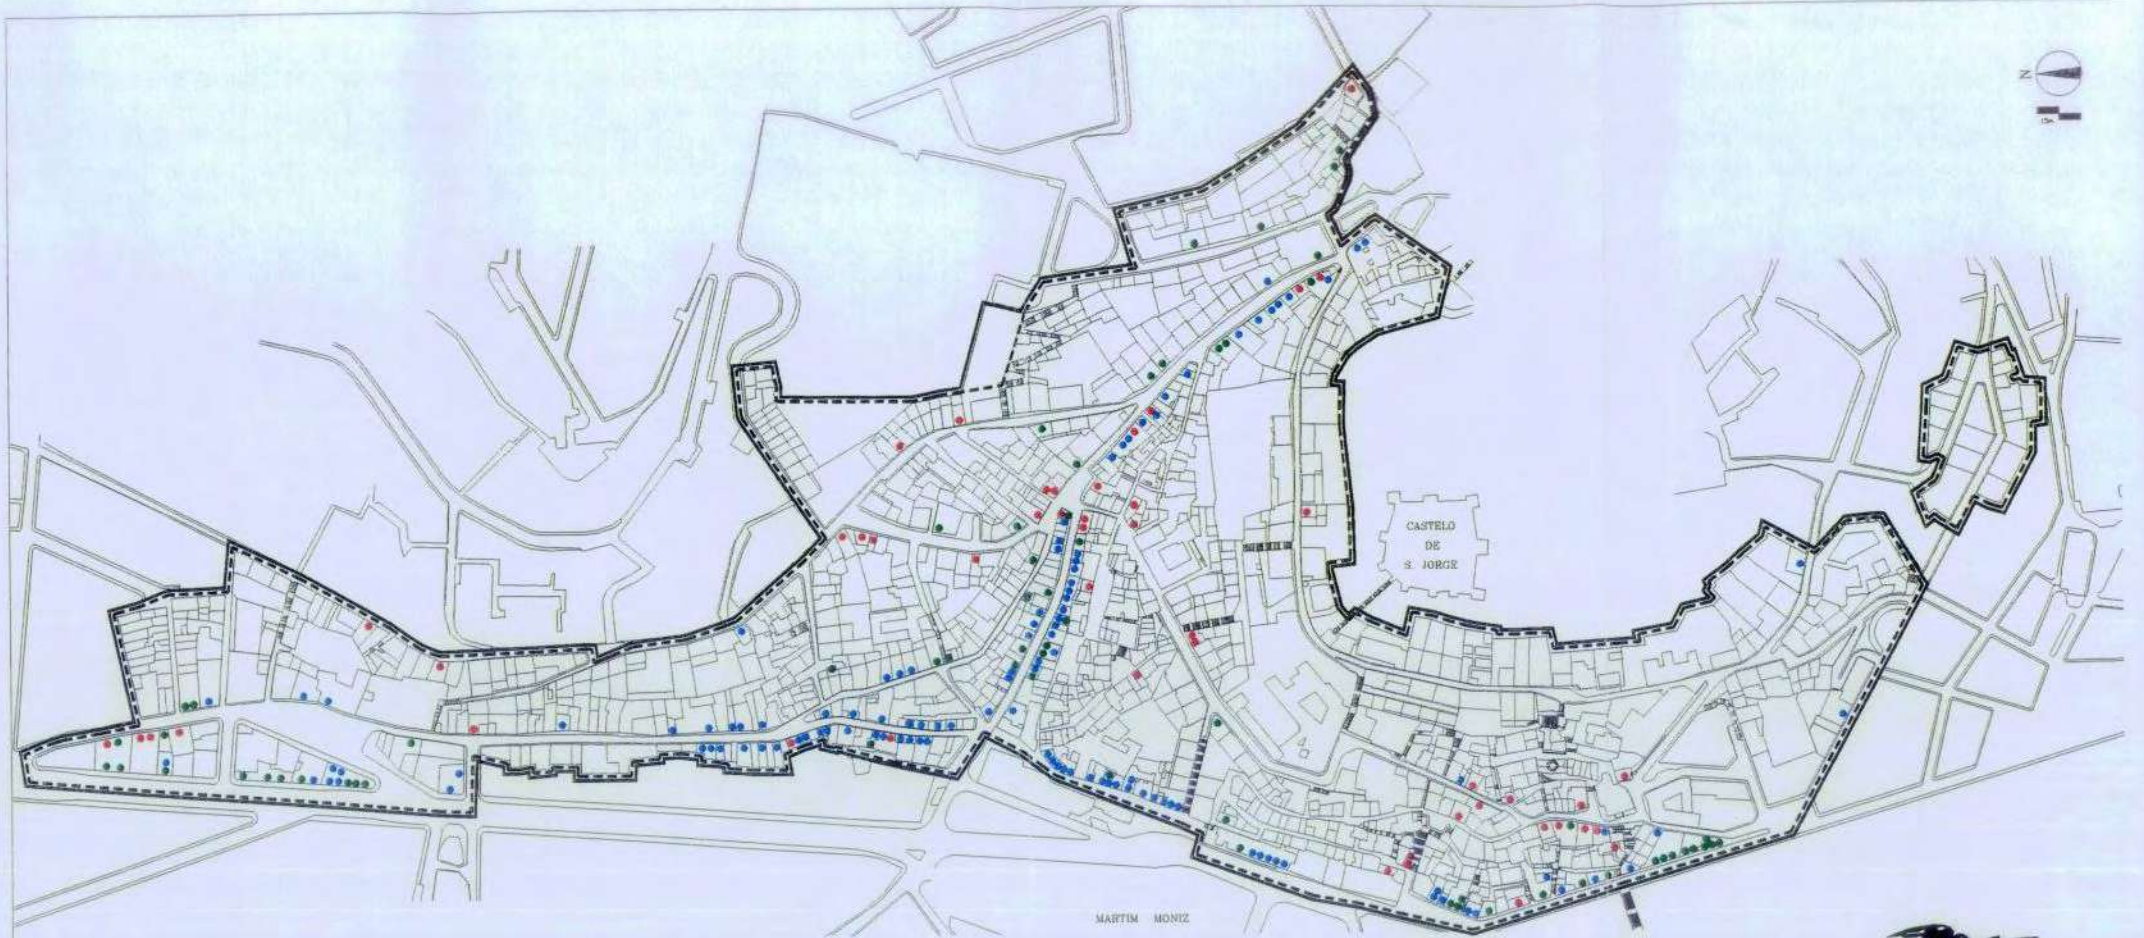 N
CASTELO
DE
S. JORGE
MARTIM MONIZ